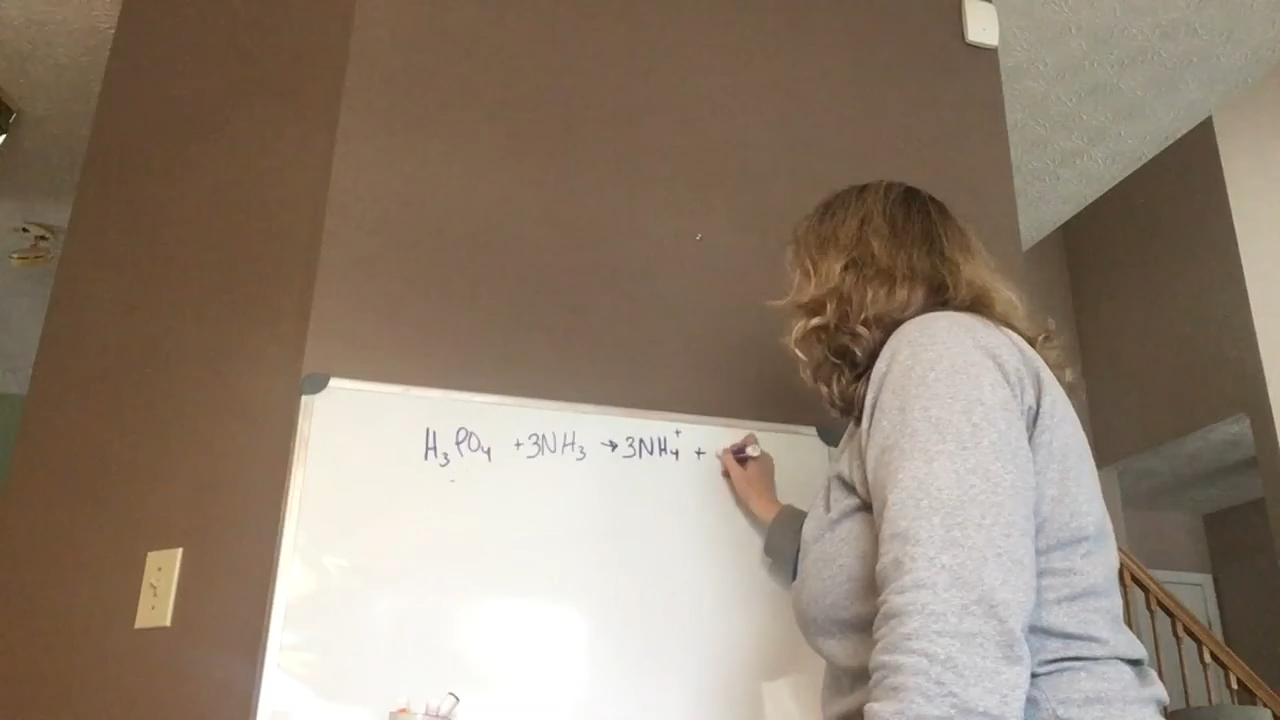 H₃PO₄ + 3NH₃ → 3NH₄⁺ +